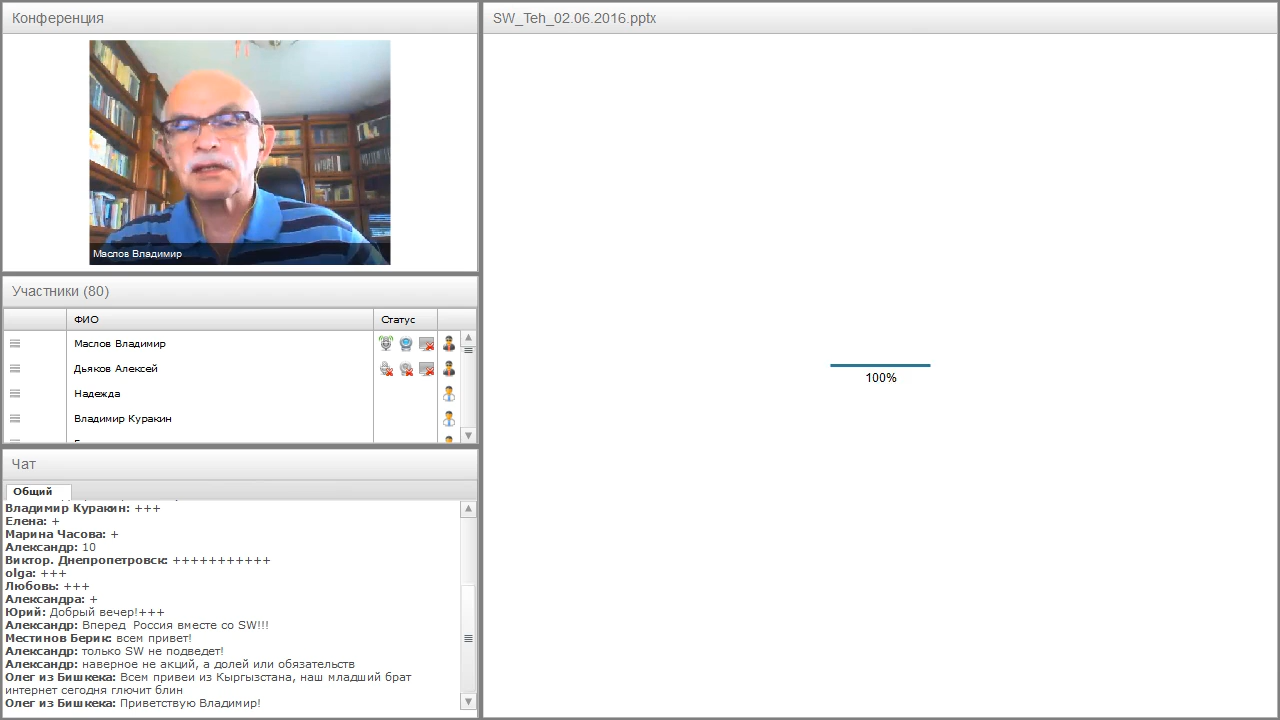 Конференция
Маслов Владимир
Участники (80)
ФИО
Статус
Маслов Владимир
Дьяков Алексей
Надежда
Владимир Куракин
Чат
Общий
Владимир Куракин: +++
Елена: +
Марина Часова: +
Александр: 10
Виктор. Днепропетровск: +++++++++++
olga: +++
Любовь: +++
Александра: +
Юрий: Добрый вечер!+++
Александр: Вперед Россия вместе со SW!!!
Местинов Берик: всем привет!
Александр: только SW не подведет!
Александр: наверное не акций, а долей или обязательств
Олег из Бишкека: Всем привеи из Кыргызстана, наш младший брат
интернет сегодня глючит блин
Олег из Бишкека: Приветствую Владимир!
SW_Teh_02.06.2016.pptx
100%